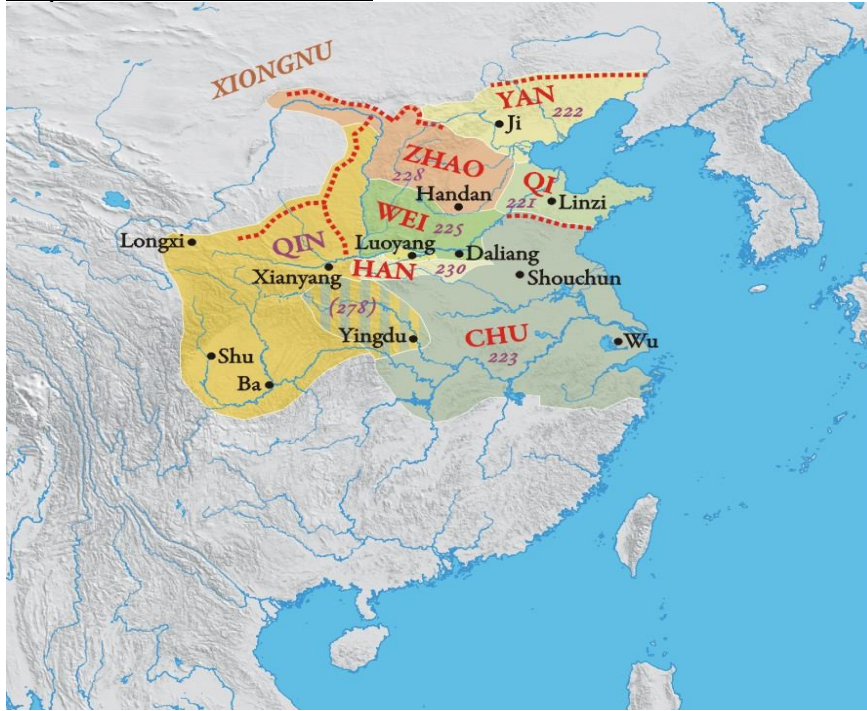 XIONGNU
YAN
222
Ji
ZHAO
228
Handan
QI
221
Linzi
WEI
225
Longxi
QIN
Luoyang
Daliang
Xianyang
HAN
230
Shouchun
(278)
Yingdu
CHU
223
Wu
Shu
Ba